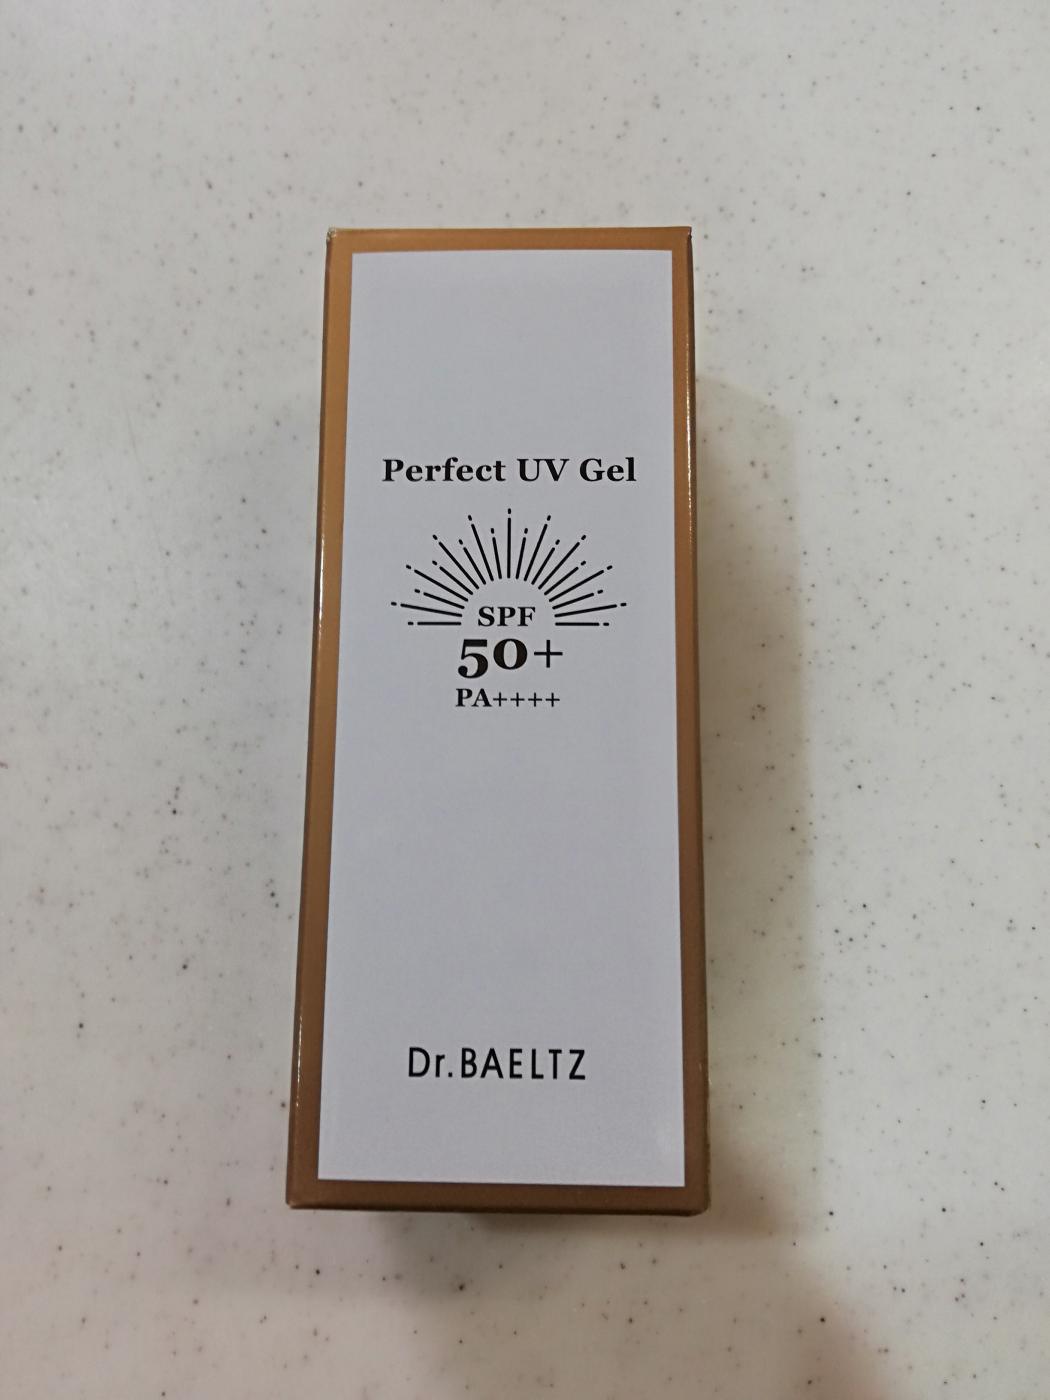 Perfect UV Gel
SPF
50+
PA++++
Dr.BAELTZ